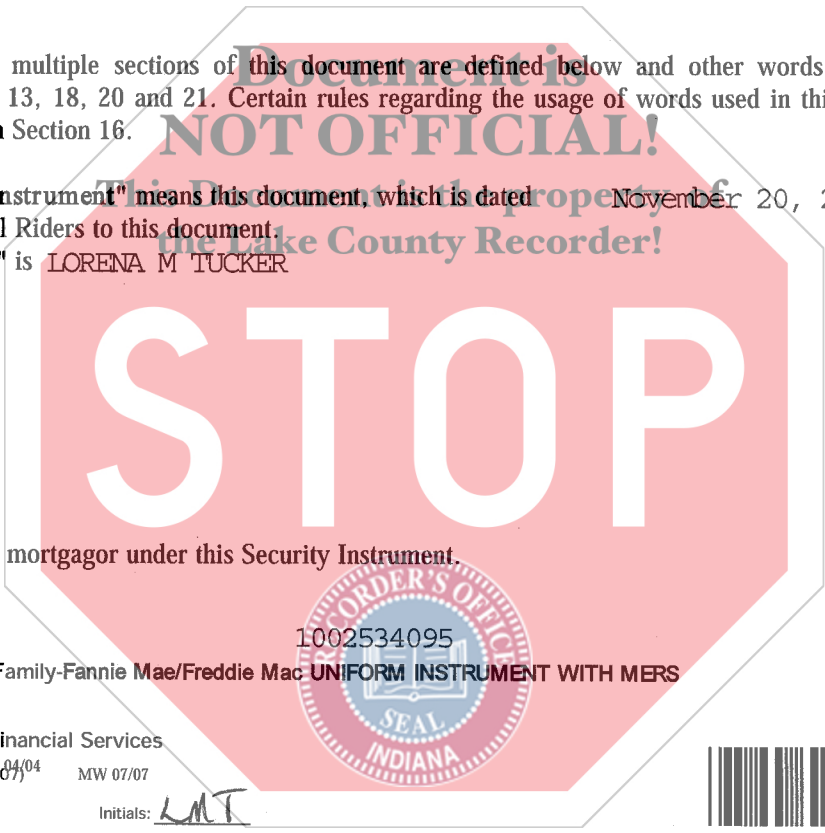 Document is
multiple sections of this document are defined below and other words
13, 18, 20 and 21. Certain rules regarding the usage of words used in thi
NOT OFFICIAL!
Section 16.
This Document is the property of
nstrument" means this document, which is dated November 20, 2
l Riders to this document.
the Lake County Recorder!
" is LORENA M TUCKER
STOP
mortgagor under this Security Instrument.
RECORDER'S OFFICE
1002534095
Family-Fannie Mae/Freddie Mac UNIFORM INSTRUMENT WITH MERS
SEAL
INDIANA
inancial Services
07) 04/04 MW 07/07
Initials: LMT